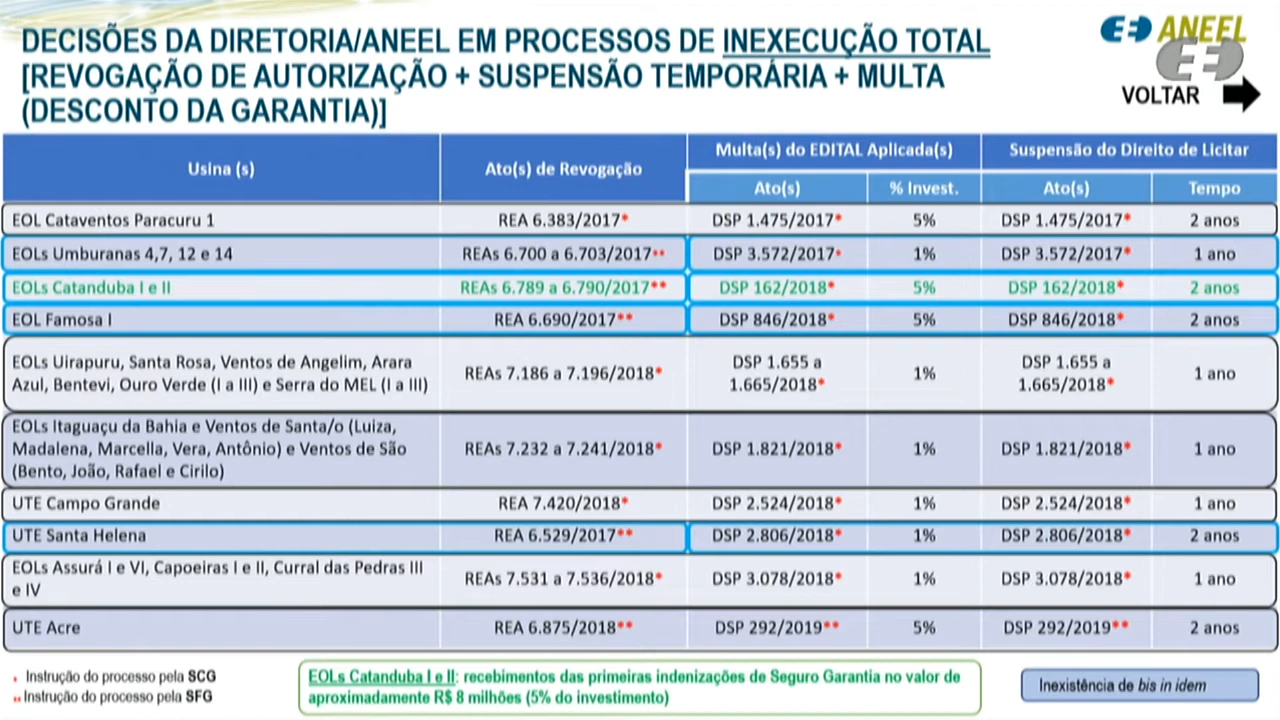 DECISÕES DA DIRETORIA/ANEEL EM PROCESSOS DE INEXECUÇÃO TOTAL
[REVOGAÇÃO DE AUTORIZAÇÃO + SUSPENSÃO TEMPORÁRIA + MULTA
(DESCONTO DA GARANTIA)]
ANEEL
VOLTAR
Usina (s) Ato(s) de Revogação Multa(s) do EDITAL Aplicada(s) Suspensão do Direito de Licitar
Ato(s) % Invest. Ato(s) Tempo
EOL Cataventos Paracuru 1 REA 6.383/2017* DSP 1.475/2017* 5% DSP 1.475/2017* 2 anos
EOLs Umburanas 4,7, 12 e 14 REAs 6.700 a 6.703/2017** DSP 3.572/2017* 1% DSP 3.572/2017* 1 ano
EOLs Catanduba I e II REAs 6.789 a 6.790/2017** DSP 162/2018* 5% DSP 162/2018* 2 anos
EOL Famosa I REA 6.690/2017** DSP 846/2018* 5% DSP 846/2018* 2 anos
EOLs Uirapuru, Santa Rosa, Ventos de Angelim, Arara
Azul, Bentevi, Ouro Verde (I a III) e Serra do MEL (I a III)
REAs 7.186 a 7.196/2018*
DSP 1.655 a
1.665/2018*
1%
DSP 1.655 a
1.665/2018*
1 ano
EOLs Itaguaçu da Bahia e Ventos de Santa/o (Luiza,
Madalena, Marcella, Vera, Antônio) e Ventos de São
(Bento, João, Rafael e Cirilo)
REAs 7.232 a 7.241/2018* DSP 1.821/2018* 1% DSP 1.821/2018* 1 ano
UTE Campo Grande REA 7.420/2018* DSP 2.524/2018* 1% DSP 2.524/2018* 1 ano
UTE Santa Helena REA 6.529/2017** DSP 2.806/2018* 1% DSP 2.806/2018* 2 anos
EOLs Assurá I e VI, Capoeiras I e II, Curral das Pedras III
e IV
REAs 7.531 a 7.536/2018* DSP 3.078/2018* 1% DSP 3.078/2018* 1 ano
UTE Acre REA 6.875/2018** DSP 292/2019** 5% DSP 292/2019** 2 anos
* Instrução do processo pela SCG
** Instrução do processo pela SFG
EOLs Catanduba I e II: recebimentos das primeiras indenizações de Seguro Garantia no valor de
aproximadamente R$ 8 milhões (5% do investimento)
Inexistência de bis in idem